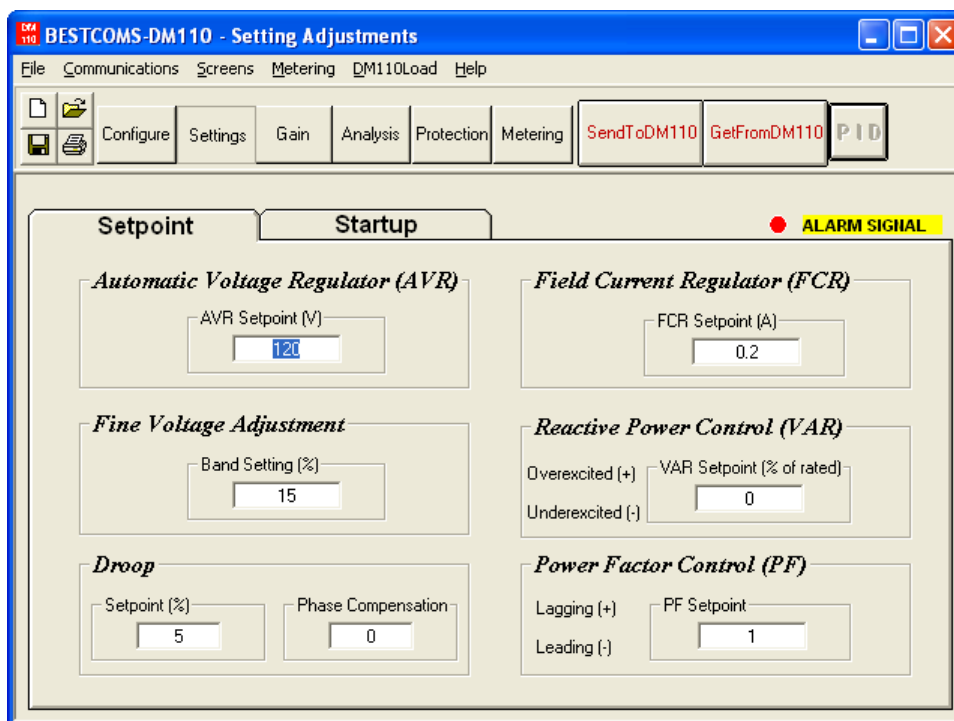 DM 110 BESTCOMS-DM110 - Setting Adjustments
File Communications Screens Metering DM110Load Help
Configure Settings Gain Analysis Protection Metering SendToDM110 GetFromDM110 PID
Setpoint Startup ALARM SIGNAL
Automatic Voltage Regulator (AVR)
AVR Setpoint (V)
120
Field Current Regulator (FCR)
FCR Setpoint (A)
0.2
Fine Voltage Adjustment
Band Setting (%)
15
Reactive Power Control (VAR)
Overexcited (+)
Underexcited (-)
VAR Setpoint (% of rated)
0
Droop
Setpoint (%)
5
Phase Compensation
0
Power Factor Control (PF)
Lagging (+)
Leading (-)
PF Setpoint
1